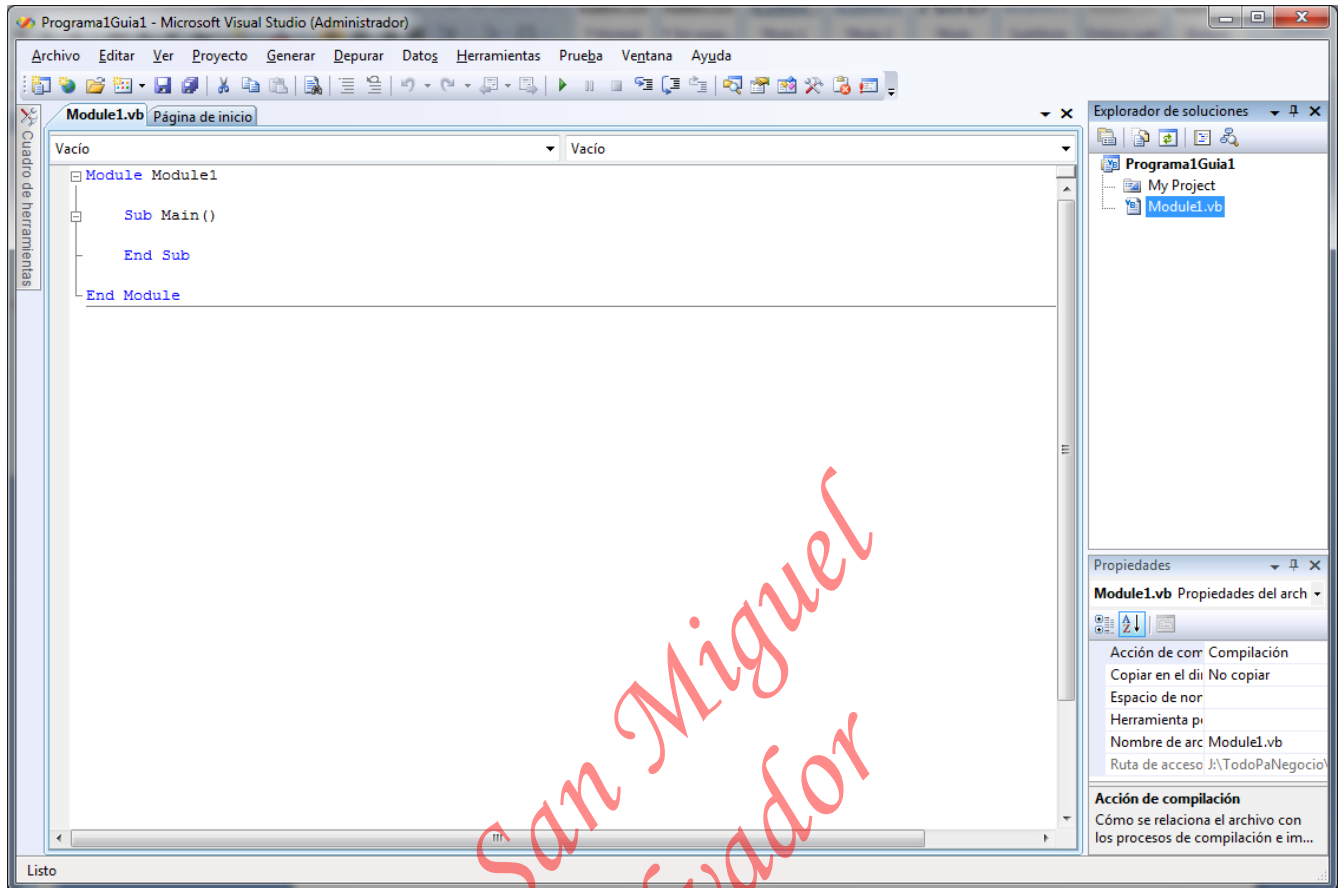 Programa1Guia1 - Microsoft Visual Studio (Administrador)
Archivo Editar Ver Proyecto Generar Depurar Datos Herramientas Prueba Ventana Ayuda
Cuadro de herramientas
Module1.vb Página de inicio
Vacío Vacío
Module Module1
Sub Main()
End Sub
End Module
Explorador de soluciones
Programa1Guia1
My Project
Module1.vb
Propiedades
Module1.vb Propiedades del arch
Acción de com Compilación
Copiar en el di No copiar
Espacio de nor
Herramienta p
Nombre de arc Module1.vb
Ruta de acceso J:\TodoPaNegocio\
Acción de compilación
Cómo se relaciona el archivo con
los procesos de compilación e im...
San Miguel
Listo